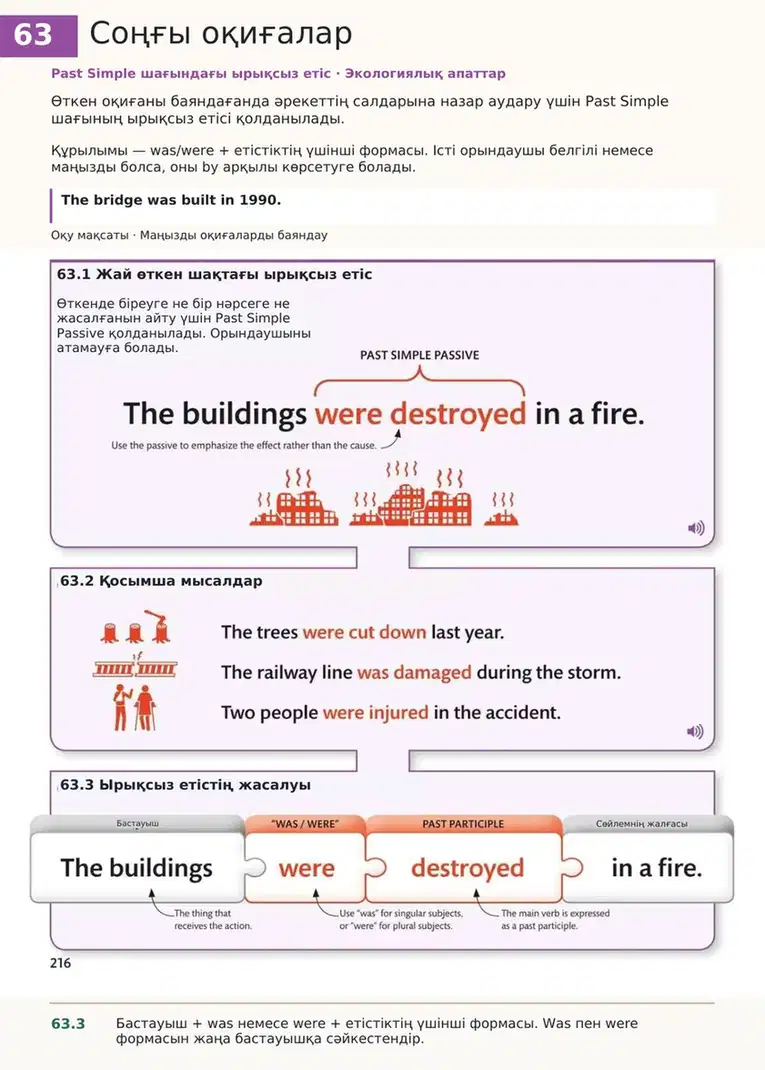 63
Соңғы оқиғалар
Past Simple шағындағы ырықсыз етіс · Экологиялық апаттар
Өткен оқиғаны баяндағанда әрекеттің салдарына назар аудару үшін Past Simple
шағының ырықсыз етісі қолданылады.
Құрылымы — was/were + етістіктің үшінші формасы. Істі орындаушы белгілі немесе
маңызды болса, оны by арқылы көрсетуге болады.
The bridge was built in 1990.
Оқу мақсаты · Маңызды оқиғаларды баяндау
63.1 Жай өткен шақтағы ырықсыз етіс
Өткенде біреуге не бір нәрсеге не
жасалғанын айту үшін Past Simple
Passive қолданылады. Орындаушыны
атамауға болады.
PAST SIMPLE PASSIVE
The buildings were destroyed in a fire.
Use the passive to emphasize the effect rather than the cause.
63.2 Қосымша мысалдар
The trees were cut down last year.
The railway line was damaged during the storm.
Two people were injured in the accident.
63.3 Ырықсыз етістің жасалуы
Бастауыш
"WAS / WERE"
PAST PARTICIPLE
Сөйлемнің жалғасы
The buildings
were
destroyed
in a fire.
The thing that
receives the action.
Use "was" for singular subjects,
or "were" for plural subjects.
The main verb is expressed
as a past participle.
216
63.3
Бастауыш + was немесе were + етістіктің үшінші формасы. Was пен were
формасын жаңа бастауышқа сәйкестендір.